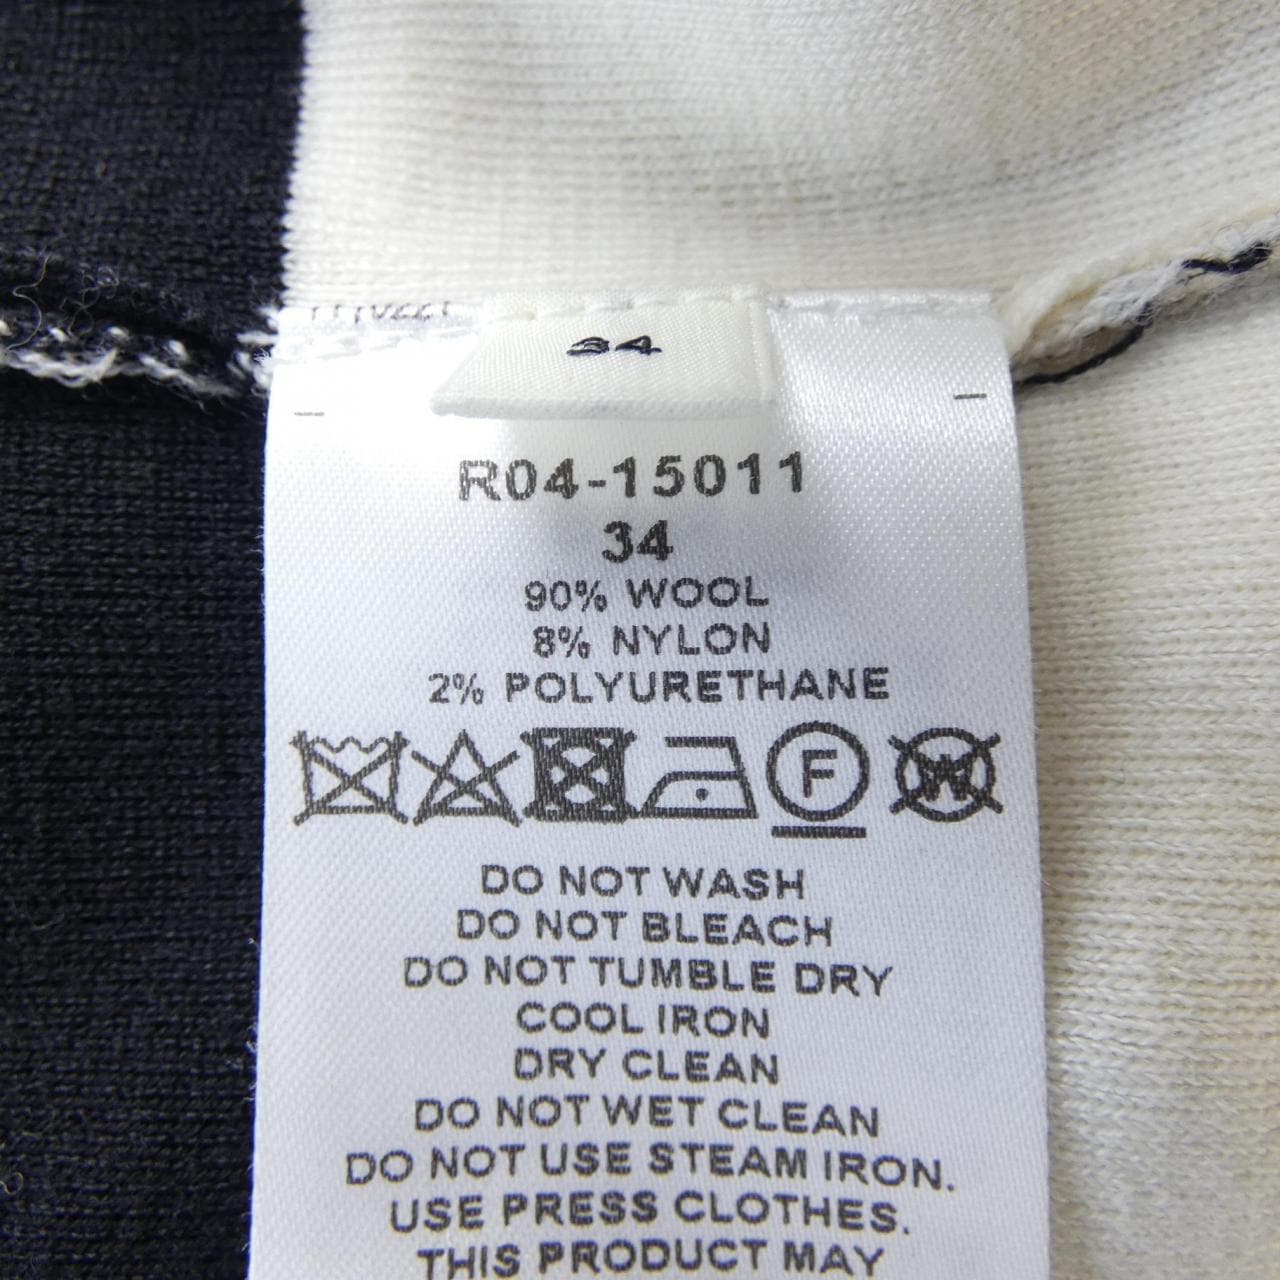 34
R04-15011
34
90% WOOL
8% NYLON
2% POLYURETHANE
F
W
DO NOT WASH
DO NOT BLEACH
DO NOT TUMBLE DRY
COOL IRON
DRY CLEAN
DO NOT WET CLEAN
DO NOT USE STEAM IRON.
USE PRESS CLOTHES.
THIS PRODUCT MAY